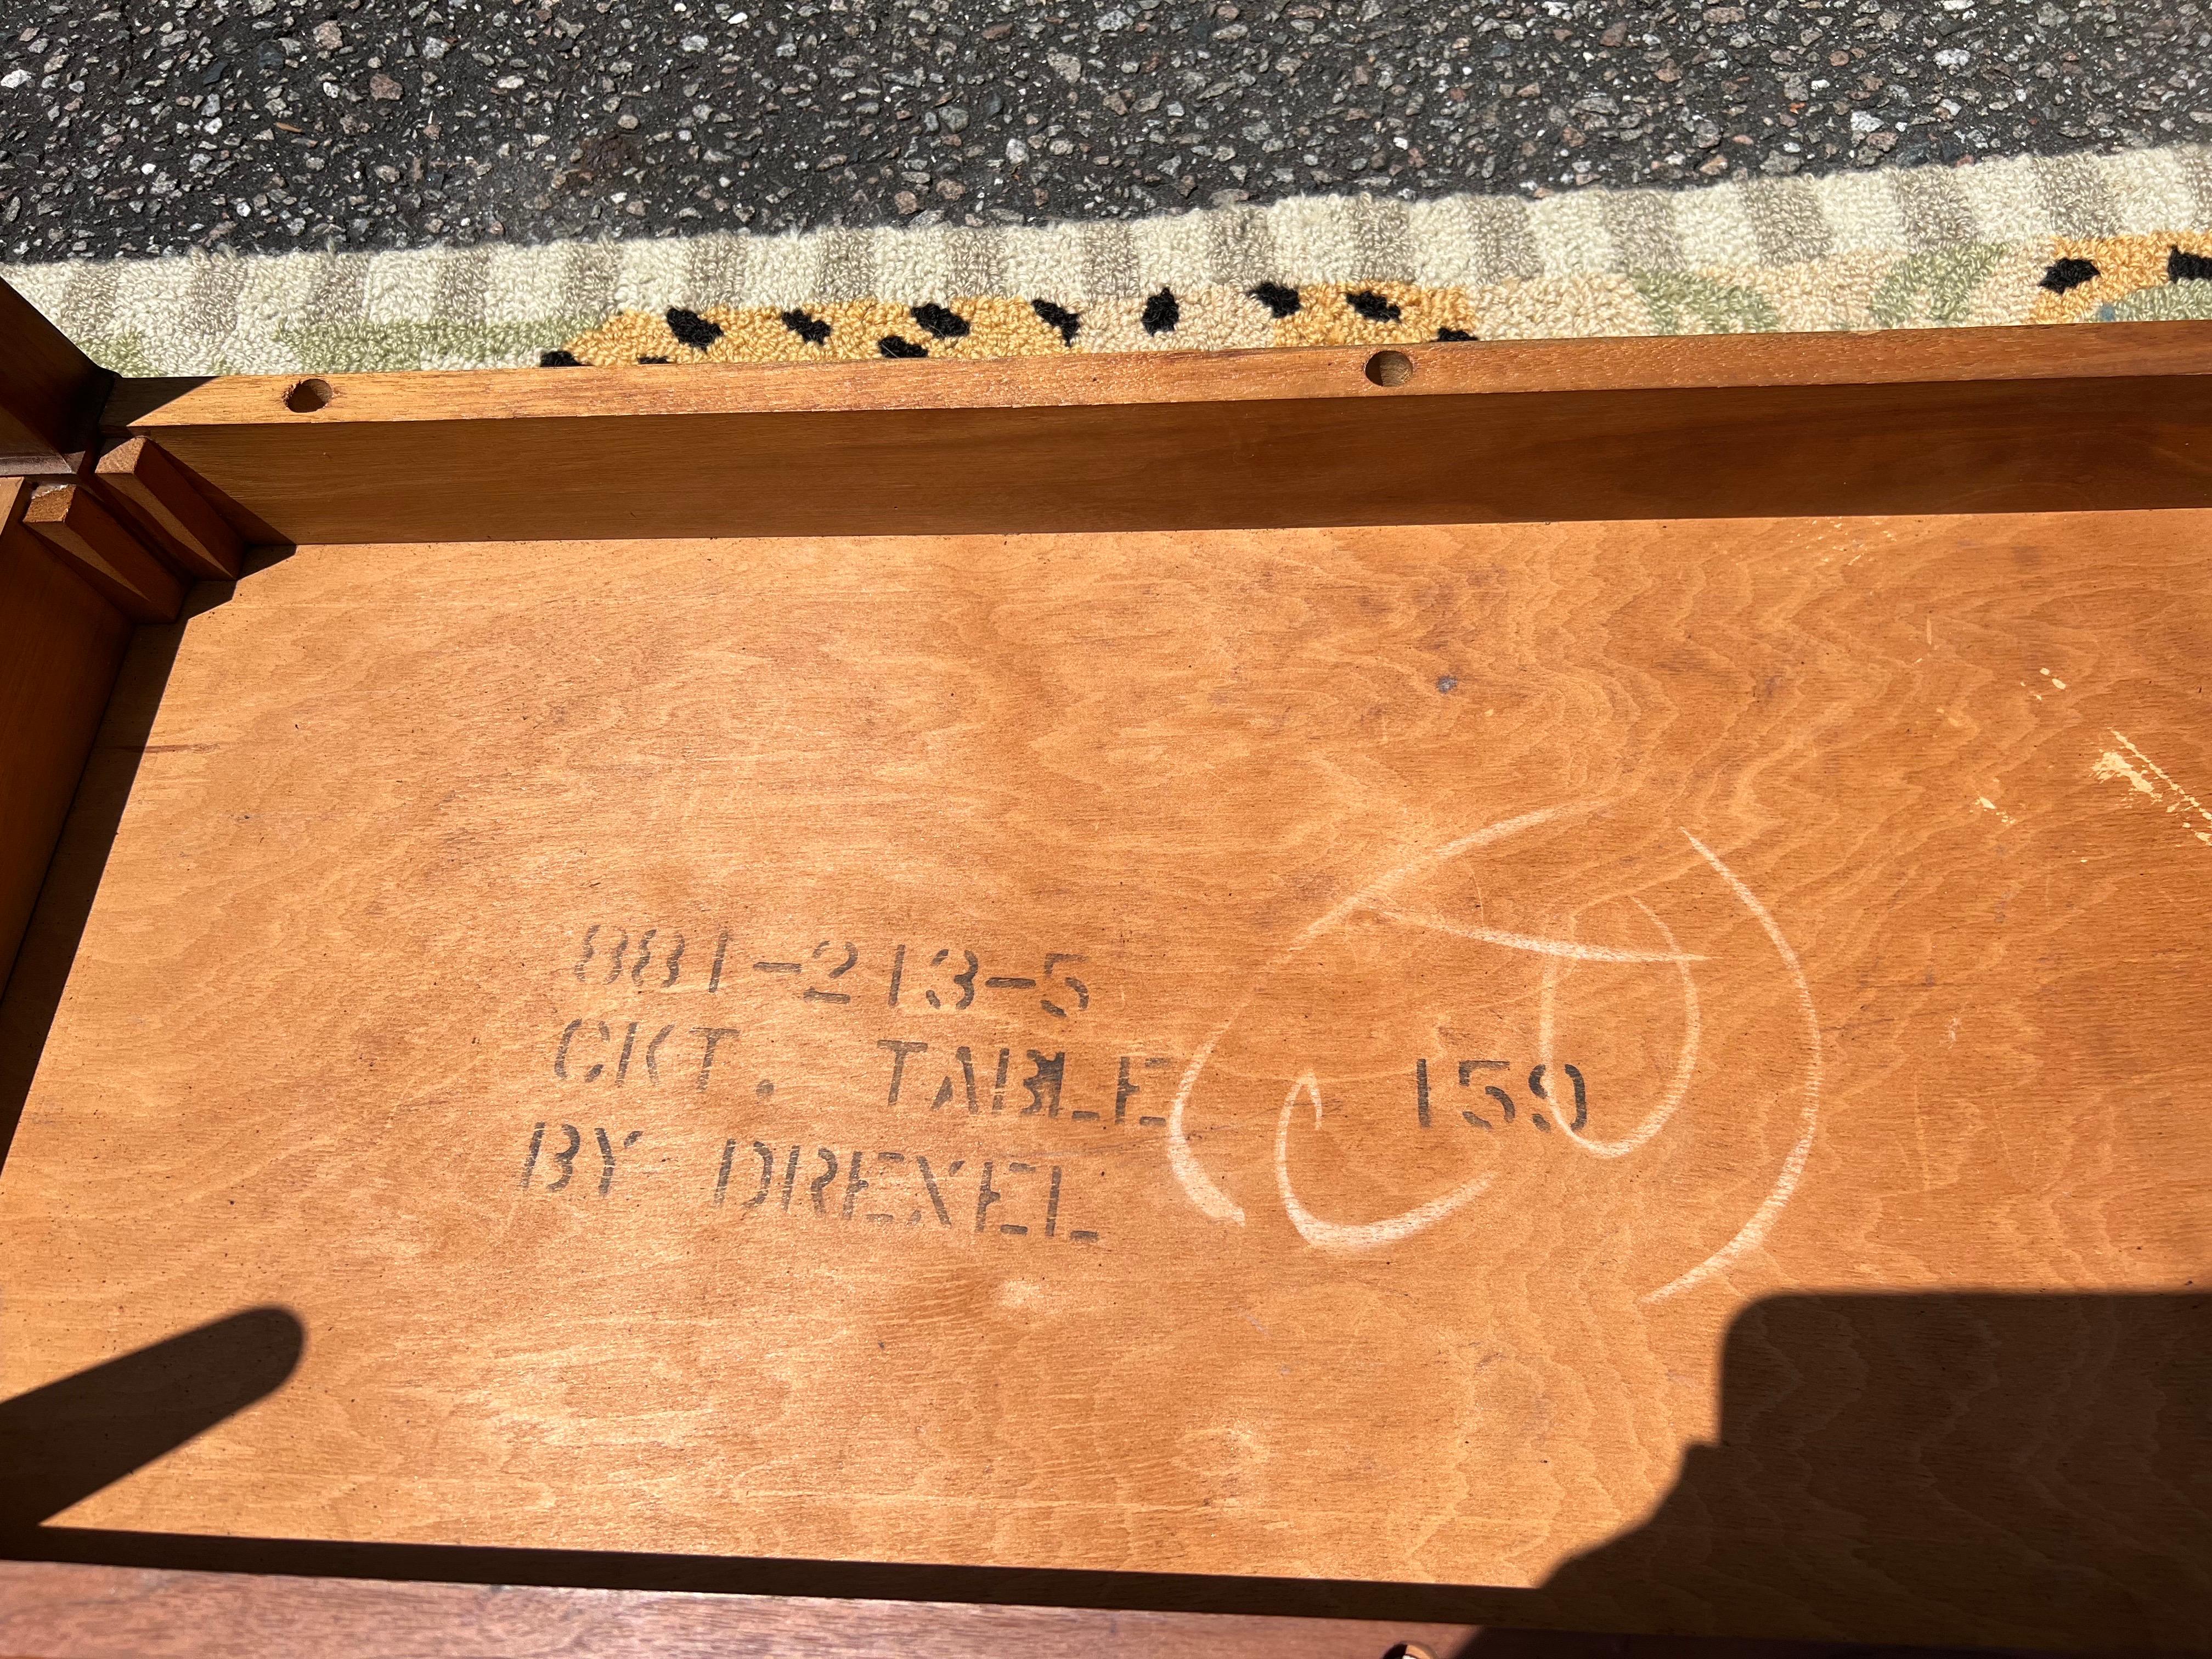 881-213-5
CKT. TABLE 159
BY DREXEL